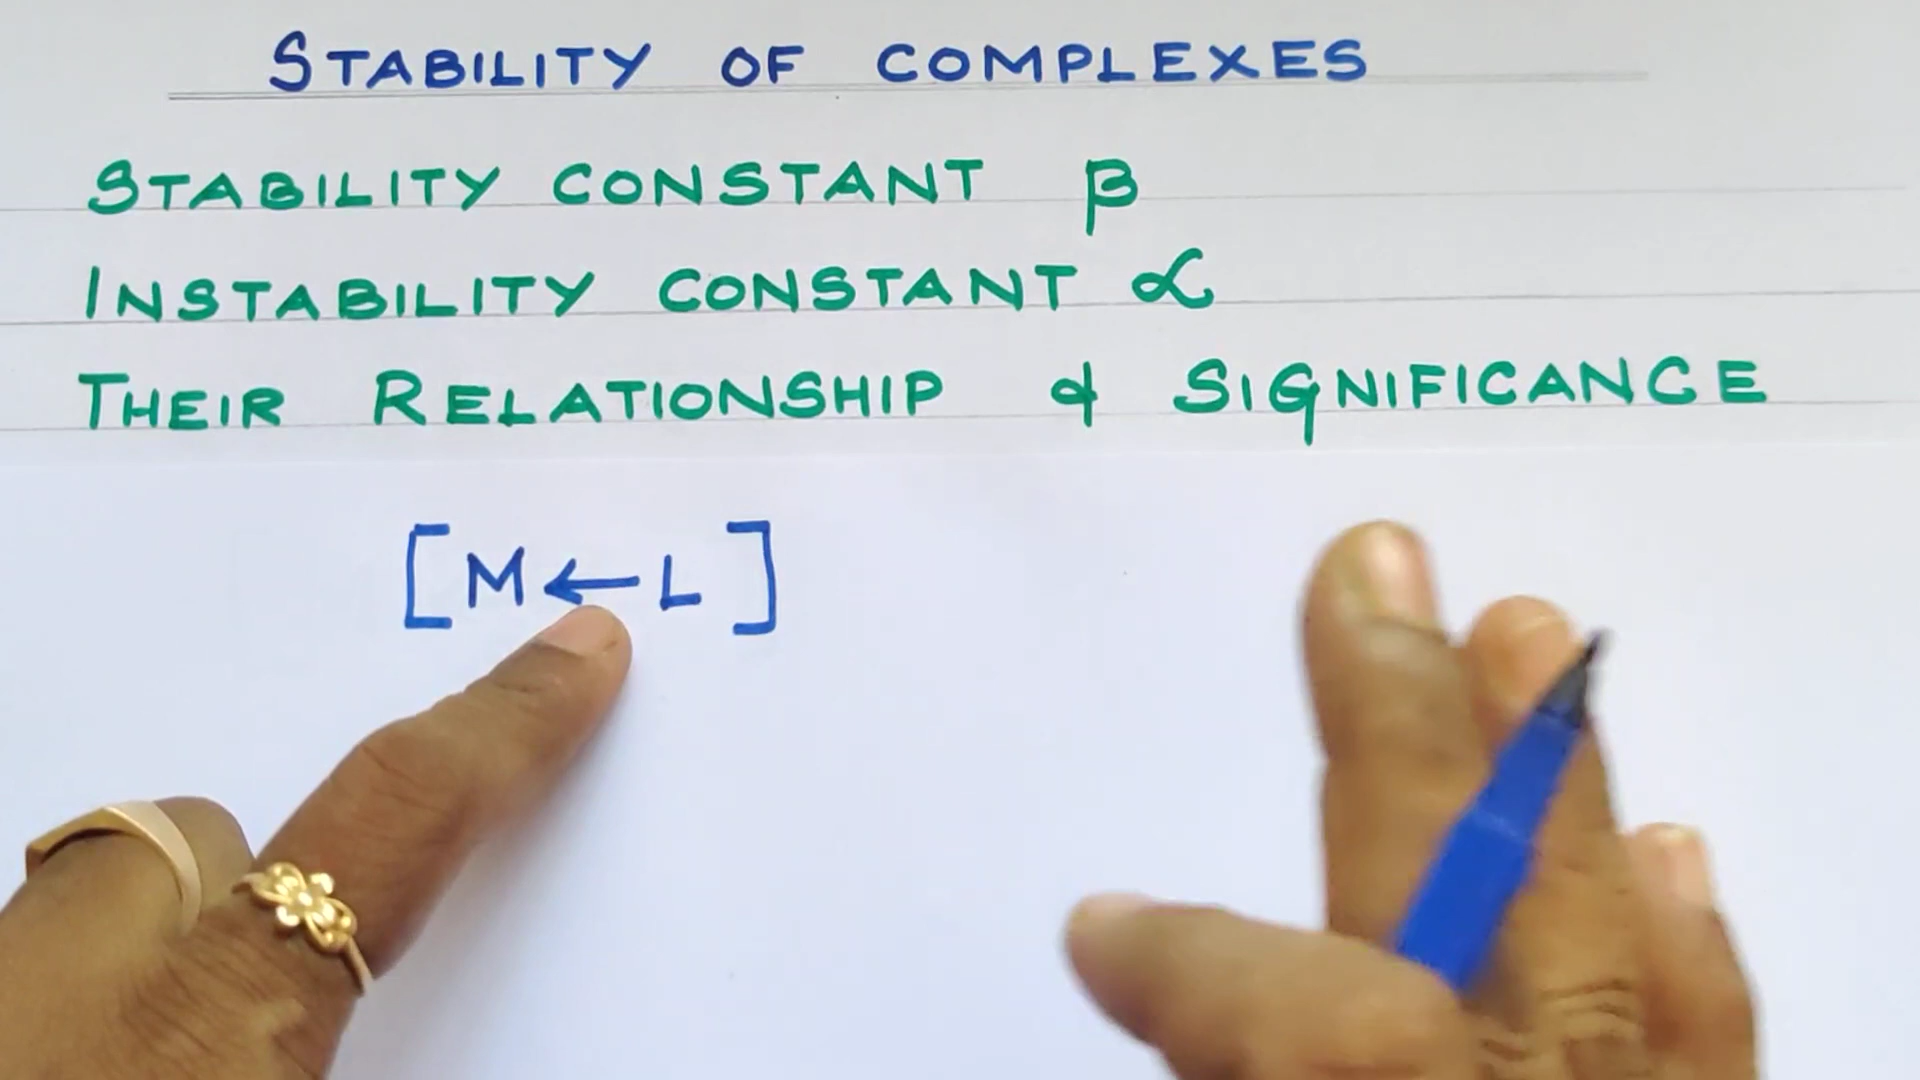 STABILITY OF COMPLEXES
STABILITY CONSTANT β
INSTABILITY CONSTANT α
THEIR RELATIONSHIP & SIGNIFICANCE
[M←L]